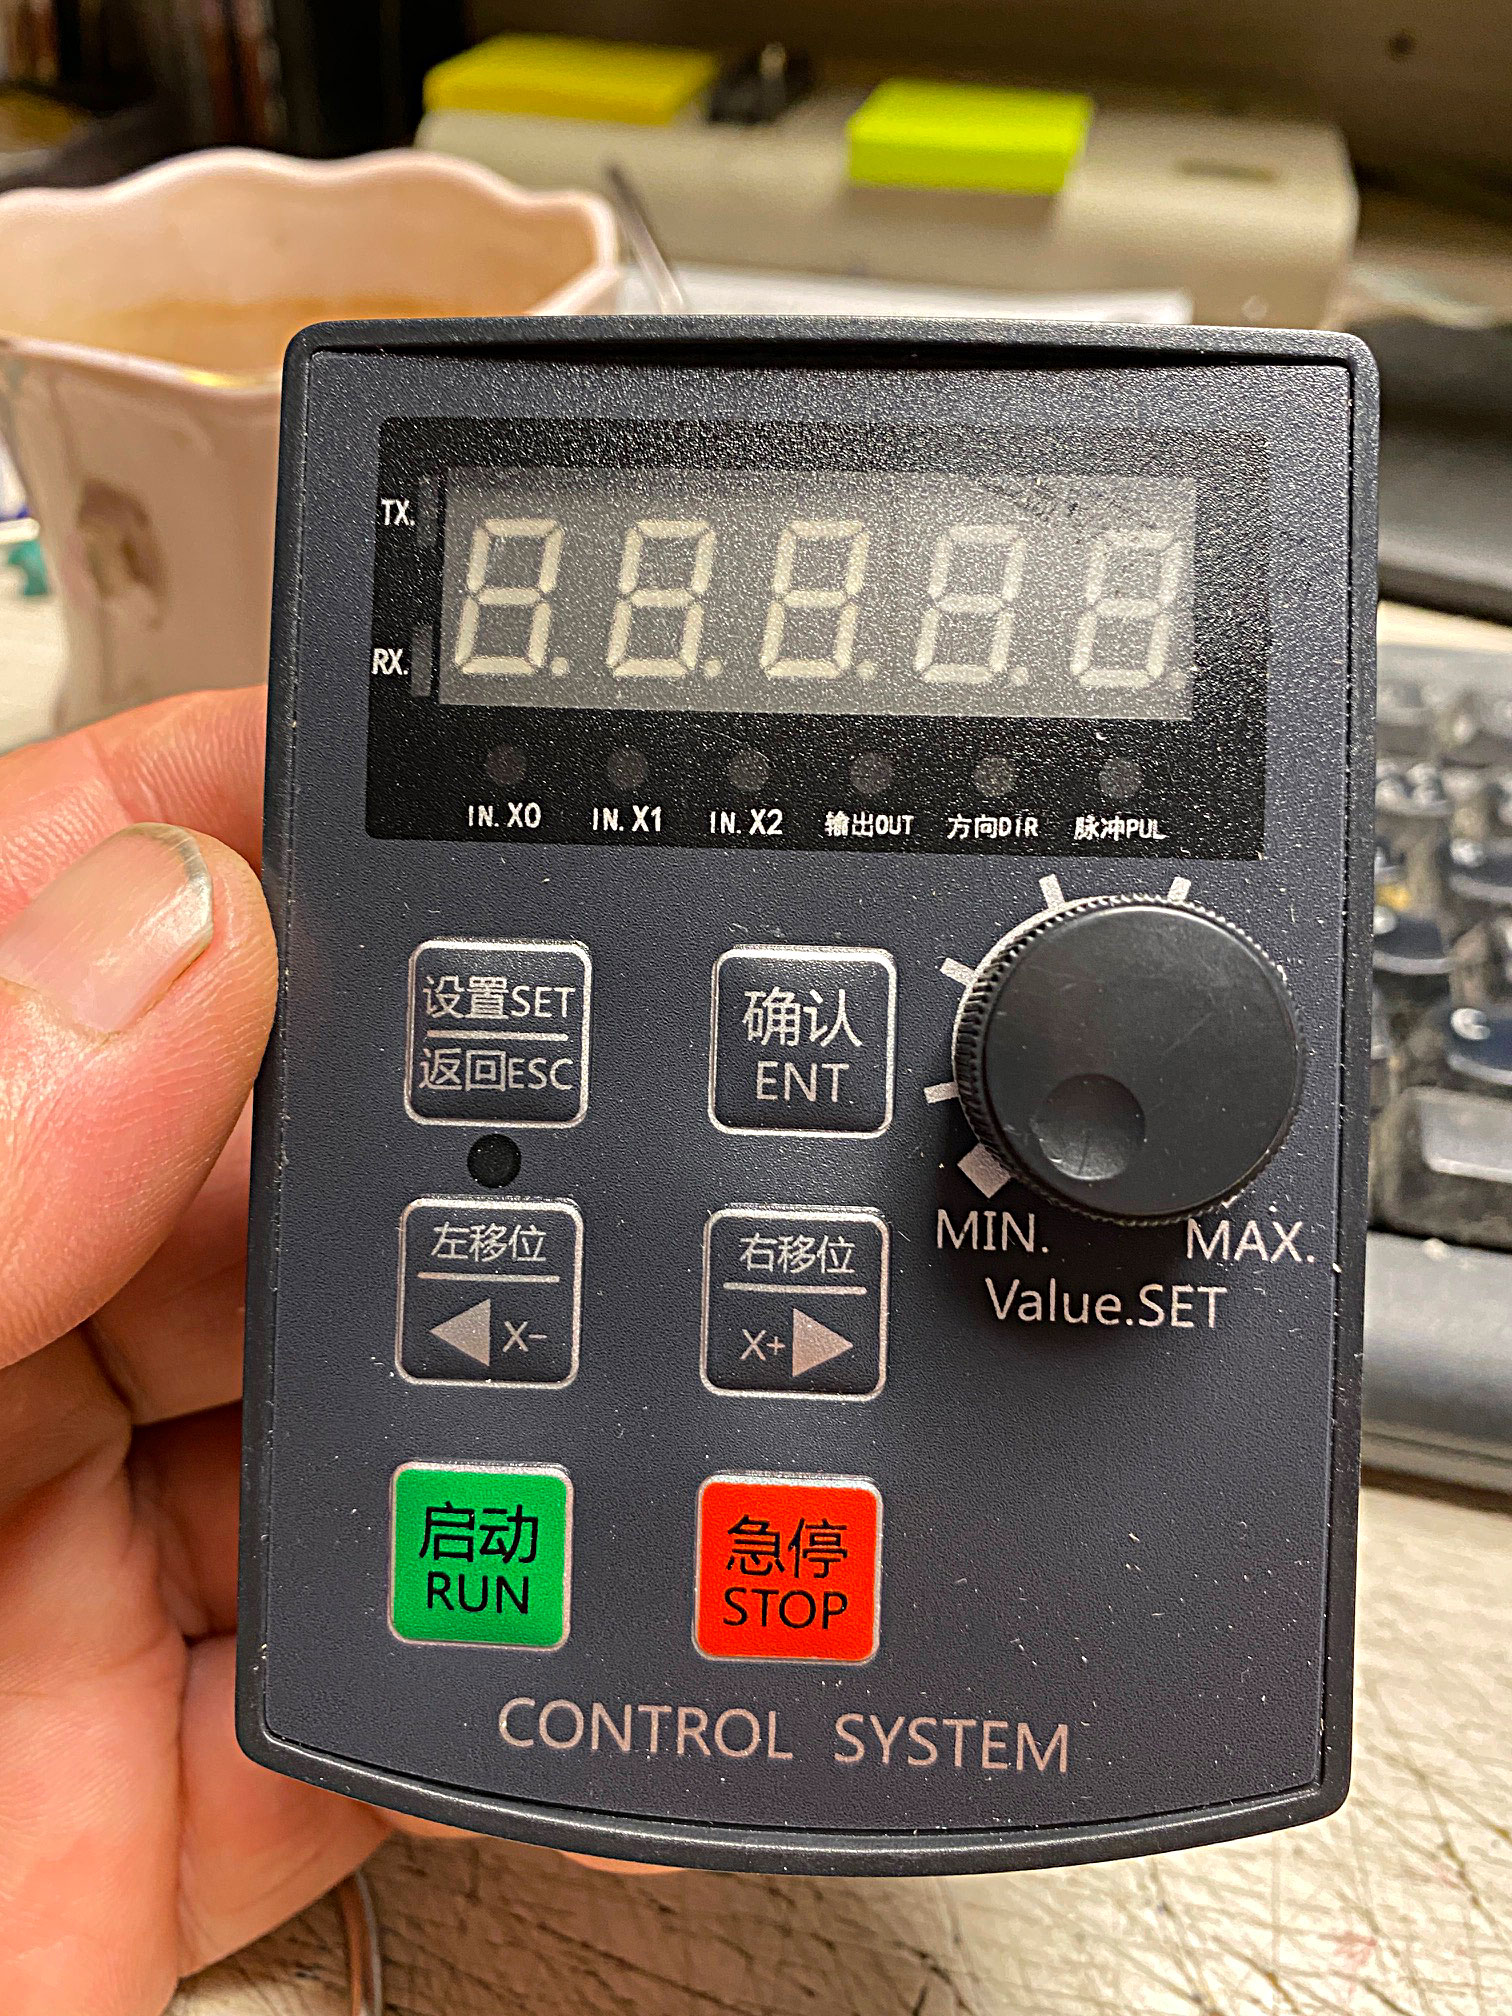 TX.
RX.
IN. X0 IN. X1 IN. X2 输出OUT 方向DIR 脉冲PUL
设置SET
返回ESC
确认
ENT
左移位
X-
右移位
X+
MIN. MAX.
Value.SET
启动
RUN
急停
STOP
CONTROL SYSTEM
G